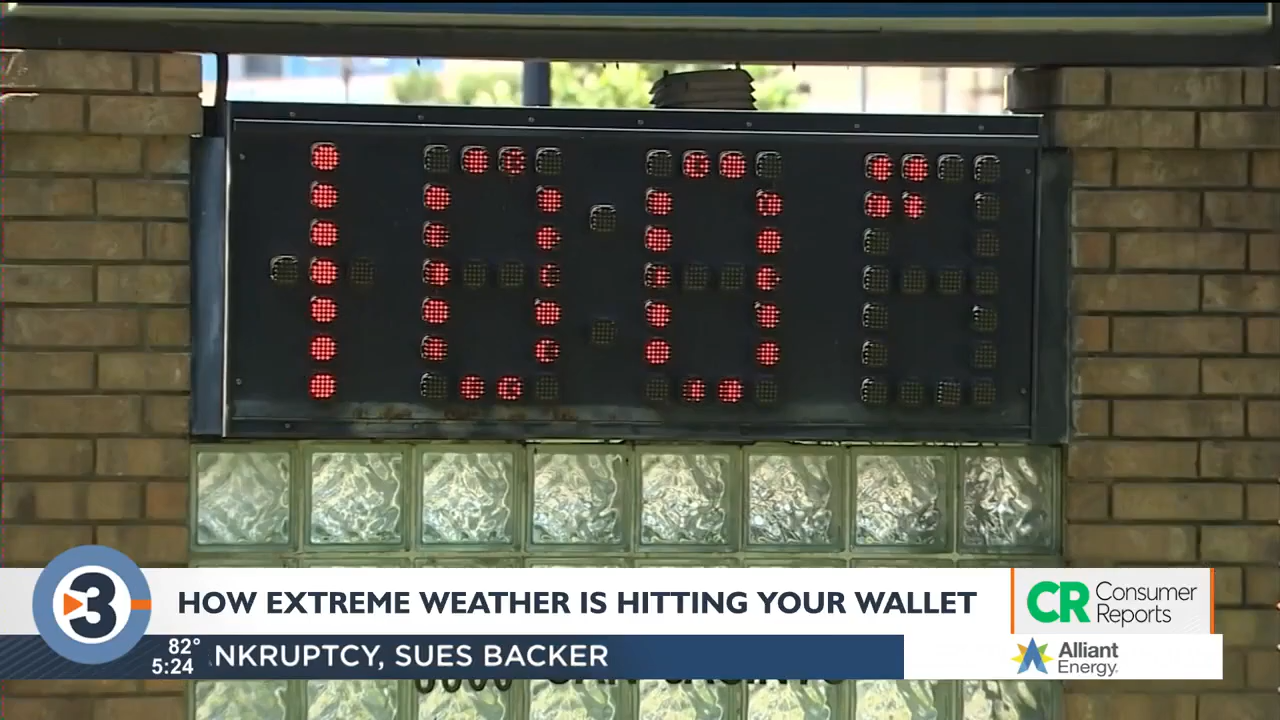 100°
3
HOW EXTREME WEATHER IS HITTING YOUR WALLET
CR Consumer Reports
82°
5:24
NKRUPTCY, SUES BACKER
Alliant Energy